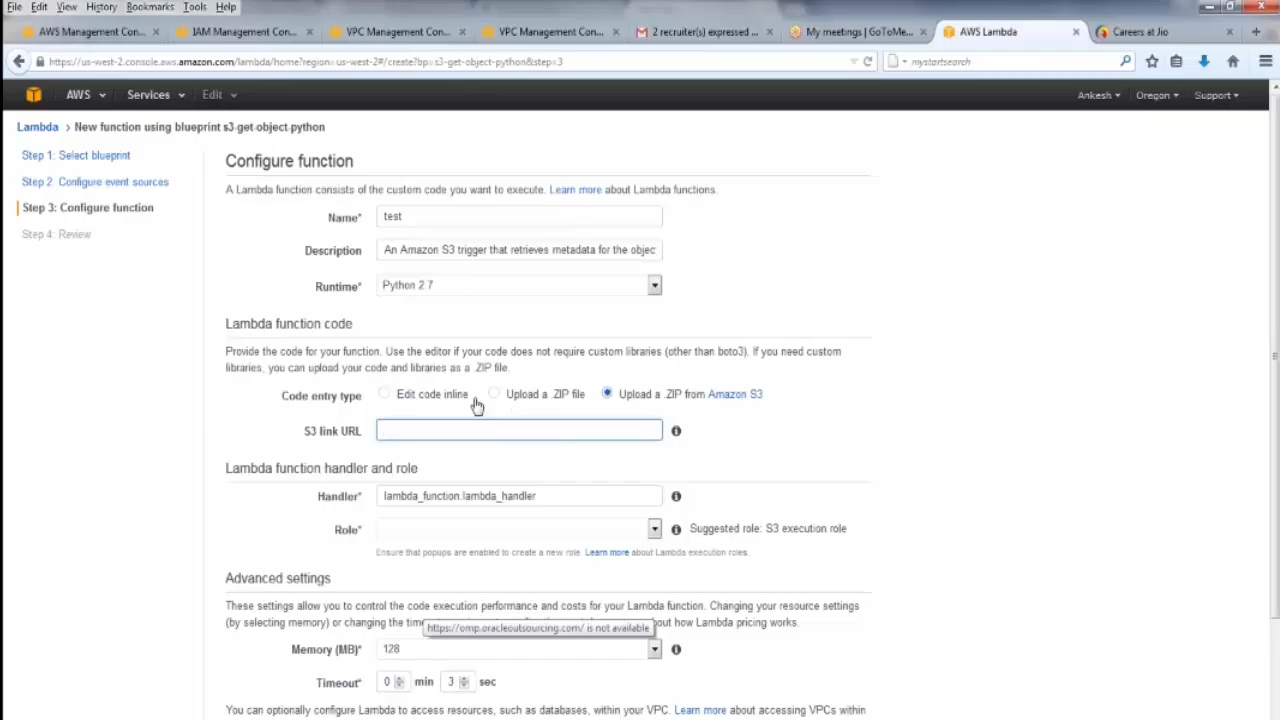 File Edit View History Bookmarks Tools Help
AWS Management Con... IAM Management Con... VPC Management Con... VPC Management Con... 2 recruiter(s) expressed ... My meetings | GoToMe... AWS Lambda Careers at Jio
https://us-west-2.console.aws.amazon.com/lambda/home?region=us-west-2#/create?bp=s3-get-object-python&step=3 mystartsearch
AWS Services Edit Ankesh Oregon Support
Lambda > New function using blueprint s3-get-object-python
Step 1: Select blueprint
Step 2: Configure event sources
Step 3: Configure function
Step 4: Review
Configure function
A Lambda function consists of the custom code you want to execute. Learn more about Lambda functions.
Name* test
Description An Amazon S3 trigger that retrieves metadata for the objec
Runtime* Python 2.7
Lambda function code
Provide the code for your function. Use the editor if your code does not require custom libraries (other than boto3). If you need custom
libraries, you can upload your code and libraries as a .ZIP file.
Code entry type Edit code inline Upload a .ZIP file Upload a .ZIP from Amazon S3
S3 link URL
Lambda function handler and role
Handler* lambda_function.lambda_handler
Role* Suggested role: S3 execution role
Ensure that popups are enabled to create a new role. Learn more about Lambda execution roles.
Advanced settings
These settings allow you to control the code execution performance and costs for your Lambda function. Changing your resource settings
(by selecting memory) or changing the time bout how Lambda pricing works.
https://omp.oracleoutsourcing.com/ is not available
Memory (MB)* 128
Timeout* 0 min 3 sec
You can optionally configure Lambda to access resources, such as databases, within your VPC. Learn more about accessing VPCs within